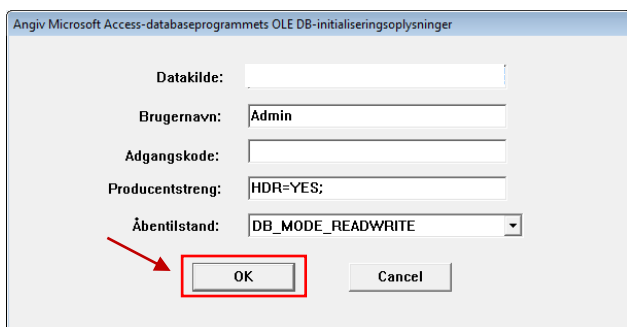 Angiv Microsoft Access-databaseprogrammets OLE DB-initialiseringsoplysninger
Datakilde:
Brugernavn: Admin
Adgangskode:
Producentstreng: HDR=YES;
Åbentilstand: DB_MODE_READWRITE
OK Cancel